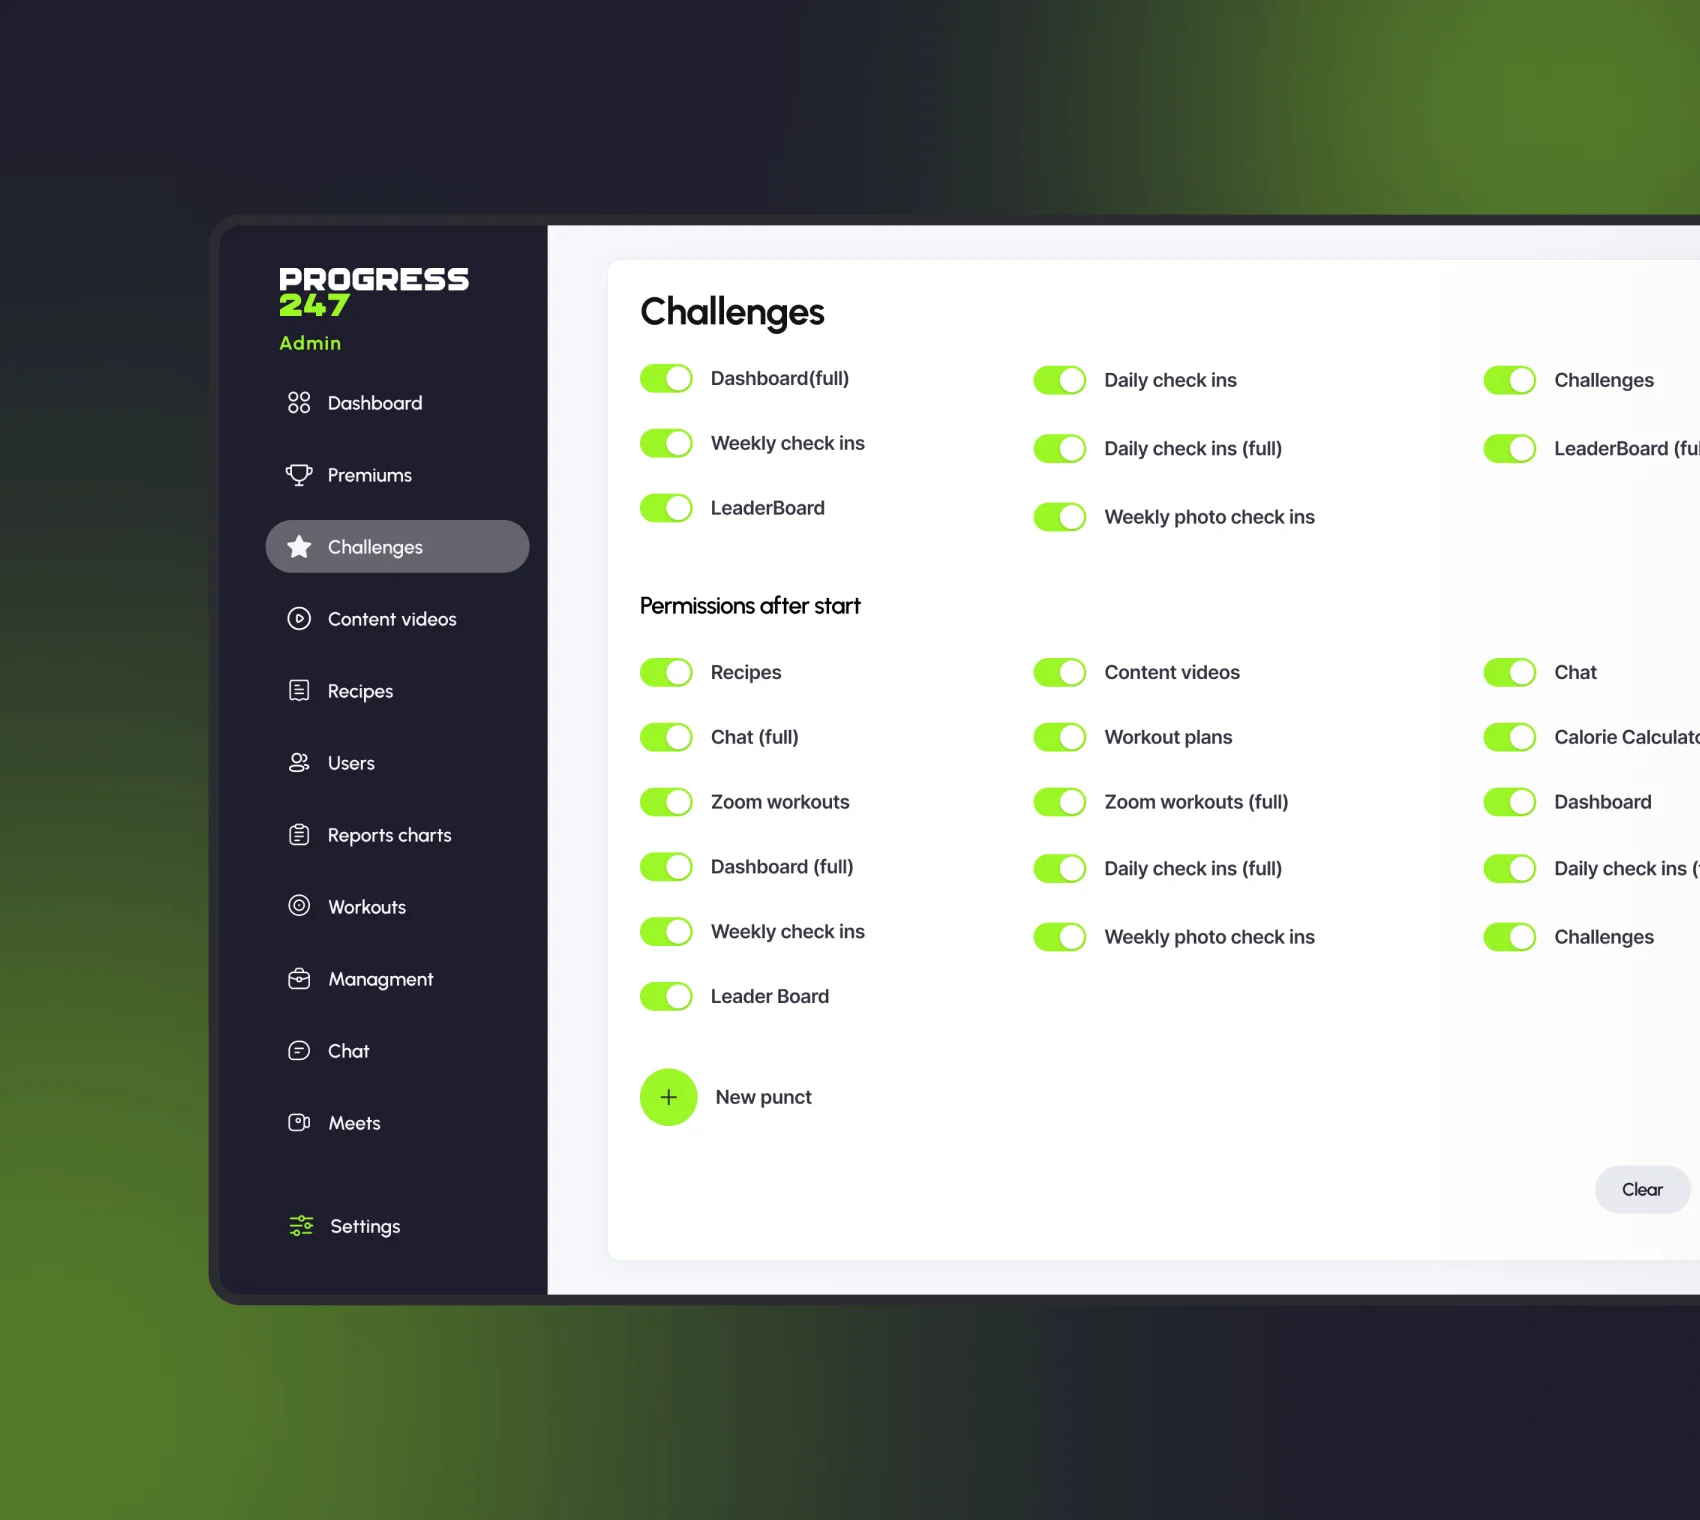 PROGRESS
247
Admin
Dashboard
Premiums
Challenges
Content videos
Recipes
Users
Reports charts
Workouts
Managment
Chat
Meets
Settings
Challenges
Dashboard(full)
Daily check ins
Challenges
Weekly check ins
Daily check ins (full)
LeaderBoard (ful
LeaderBoard
Weekly photo check ins
Permissions after start
Recipes
Content videos
Chat
Chat (full)
Workout plans
Calorie Calculato
Zoom workouts
Zoom workouts (full)
Dashboard
Dashboard (full)
Daily check ins (full)
Daily check ins (
Weekly check ins
Weekly photo check ins
Challenges
Leader Board
New punct
Clear